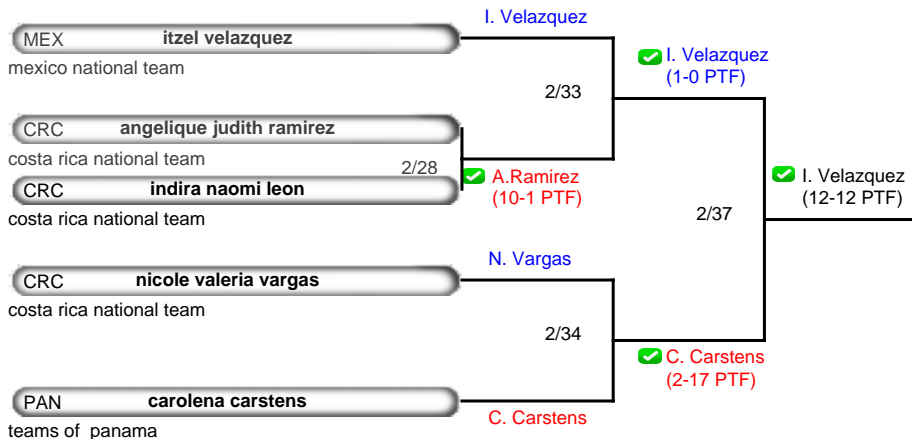 I. Velazquez
MEX itzel velazquez
mexico national team
I. Velazquez
(1-0 PTF)
2/33
CRC angelique judith ramirez
costa rica national team
2/28
A.Ramirez
(10-1 PTF)
CRC indira naomi leon
costa rica national team
I. Velazquez
(12-12 PTF)
2/37
N. Vargas
CRC nicole valeria vargas
costa rica national team
2/34
C. Carstens
(2-17 PTF)
PAN carolena carstens
C. Carstens
teams of panama